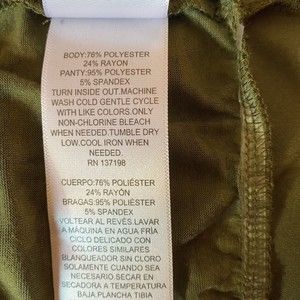 BODY:76% POLYESTER
24% RAYON
PANTY:95% POLYESTER
5% SPANDEX
TURN INSIDE OUT.MACHINE
WASH COLD GENTLE CYCLE
WITH LIKE COLORS ONLY
NON-CHLORINE BLEACH
WHEN NEEDED.TUMBLE DRY
LOW.COOL IRON WHEN
NEEDED.
RN 137198
CUERPO:76% POLIÉSTER
24% RAYÓN
BRAGAS:95% POLIÉSTER
5% SPANDEX
VOLTEAR AL REVÉS.LAVAR
A MÁQUINA EN AGUA FRÍA
CICLO DELICADO CON
COLORES SIMILARES
BLANQUEADOR SIN CLORO
SOLAMENTE CUANDO SEA
NECESARIO.SECAR EN
SECADORA A TEMPERATURA
BAJA PLANCHA TIBIA